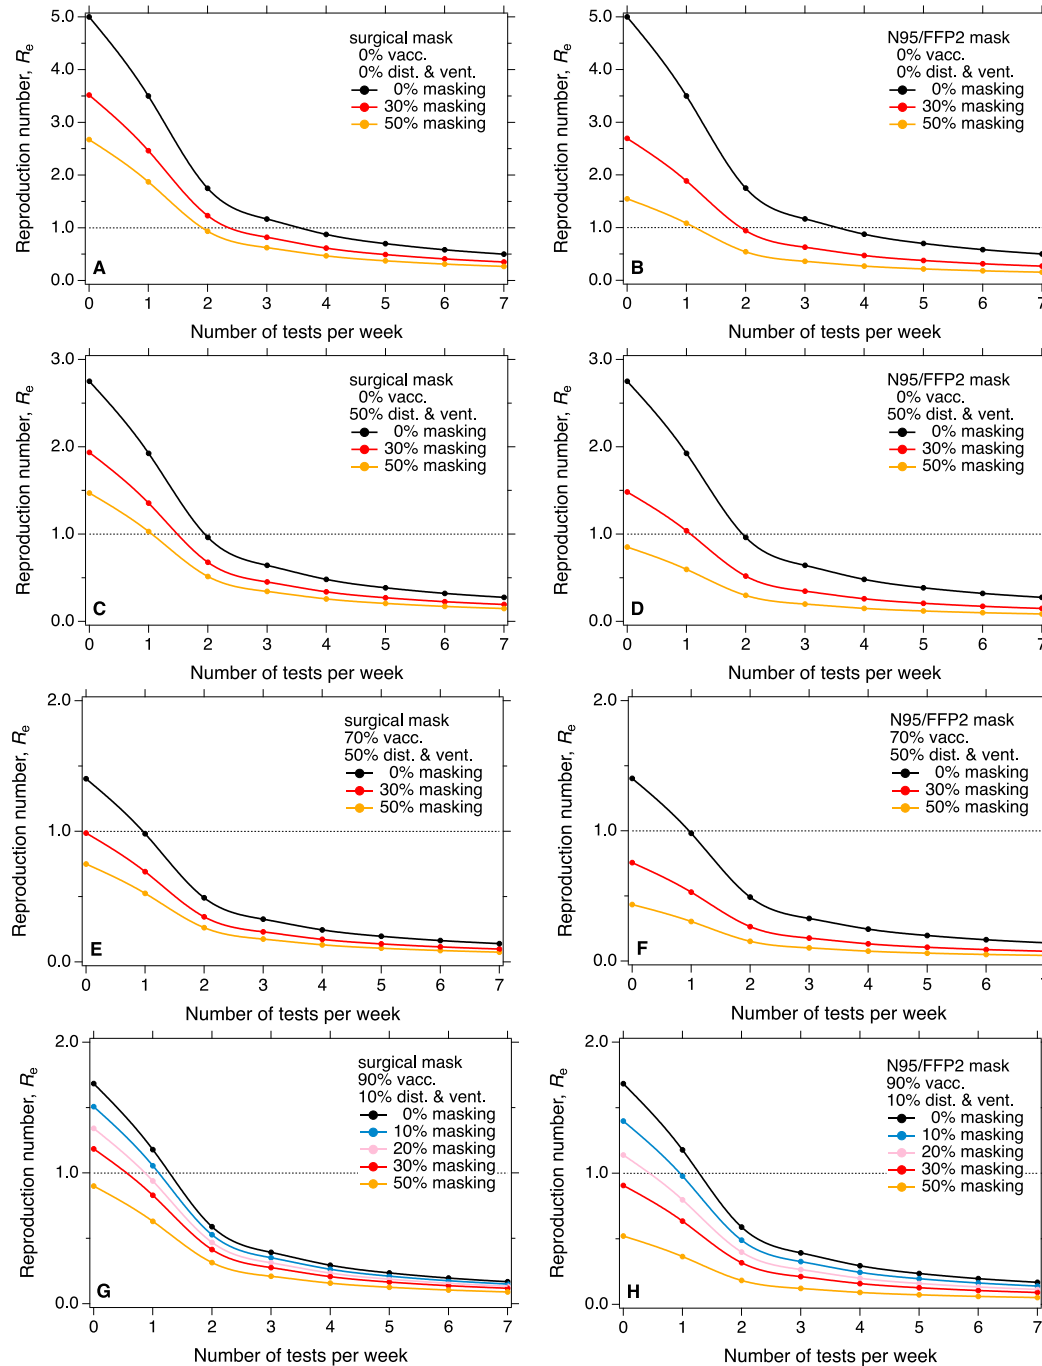 5.0
4.0
3.0
2.0
1.0
0.0
Reproduction number, Re
surgical mask
0% vacc.
0% dist. & vent.
0% masking
30% masking
50% masking
A
0 1 2 3 4 5 6 7
Number of tests per week
5.0
4.0
3.0
2.0
1.0
0.0
Reproduction number, Re
N95/FFP2 mask
0% vacc.
0% dist. & vent.
0% masking
30% masking
50% masking
B
0 1 2 3 4 5 6 7
Number of tests per week
3.0
2.0
1.0
0.0
Reproduction number, Re
surgical mask
0% vacc.
50% dist. & vent.
0% masking
30% masking
50% masking
C
0 1 2 3 4 5 6 7
Number of tests per week
3.0
2.0
1.0
0.0
Reproduction number, Re
N95/FFP2 mask
0% vacc.
50% dist. & vent.
0% masking
30% masking
50% masking
D
0 1 2 3 4 5 6 7
Number of tests per week
2.0
1.0
0.0
Reproduction number, Re
surgical mask
70% vacc.
50% dist. & vent.
0% masking
30% masking
50% masking
E
0 1 2 3 4 5 6 7
Number of tests per week
2.0
1.0
0.0
Reproduction number, Re
N95/FFP2 mask
70% vacc.
50% dist. & vent.
0% masking
30% masking
50% masking
F
0 1 2 3 4 5 6
Number of tests per week
2.0
1.0
0.0
Reproduction number, Re
surgical mask
90% vacc.
10% dist. & vent.
0% masking
10% masking
20% masking
30% masking
50% masking
G
0 1 2 3 4 5 6 7
Number of tests per week
2.0
1.0
0.0
Reproduction number, Re
N95/FFP2 mask
90% vacc.
10% dist. & vent.
0% masking
10% masking
20% masking
30% masking
50% masking
H
0 1 2 3 4 5 6 7
Number of tests per week